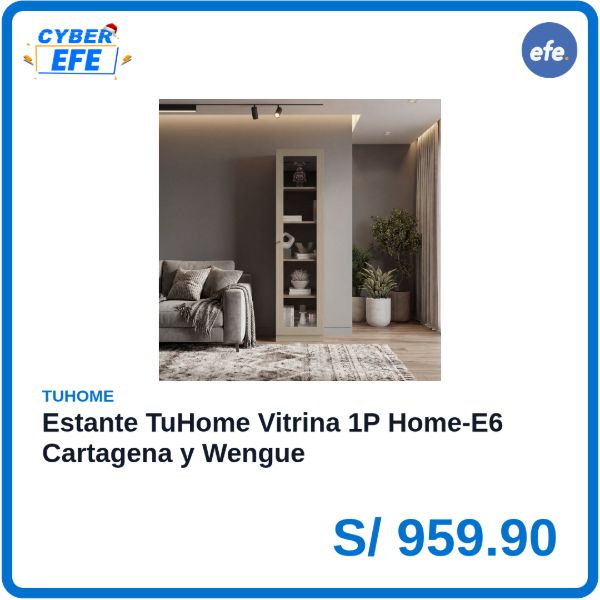 CYBER
EFE
efe.
TUHOME
Estante TuHome Vitrina 1P Home-E6
Cartagena y Wengue
S/ 959.90